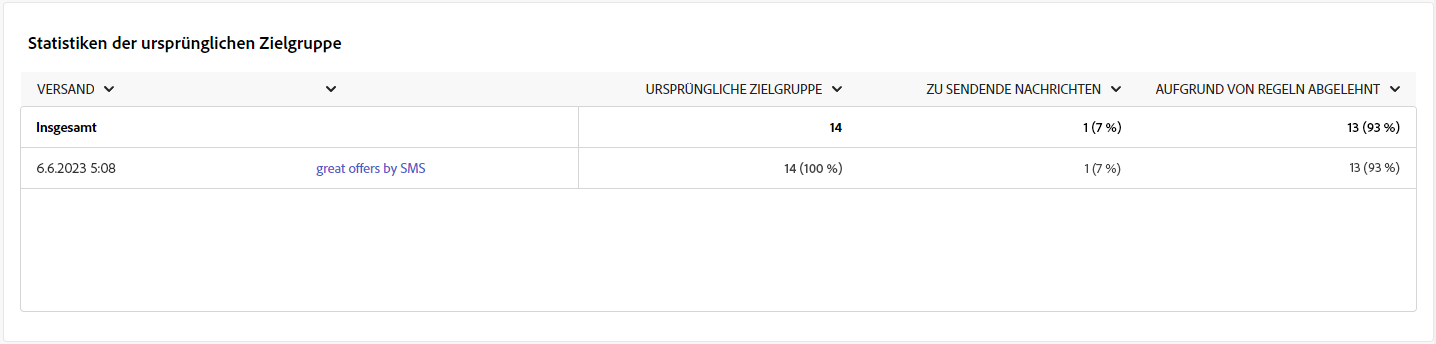 Statistiken der ursprünglichen Zielgruppe
VERSAND URSPRÜNGLICHE ZIELGRUPPE ZU SENDENDE NACHRICHTEN AUFGRUND VON REGELN ABGELEHNT
Insgesamt 14 1 (7 %) 13 (93 %)
6.6.2023 5:08 great offers by SMS 14 (100 %) 1 (7 %) 13 (93 %)